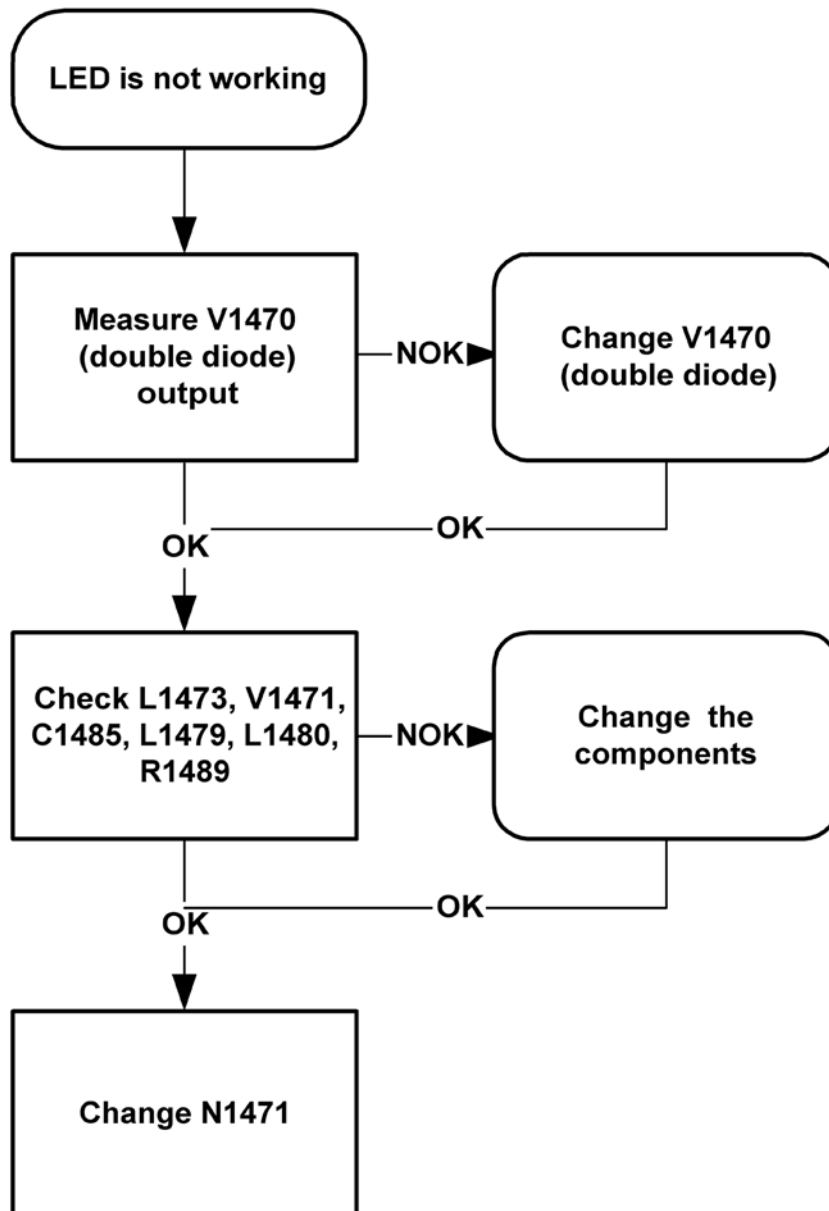 LED is not working
Measure V1470
(double diode)
output
NOK
Change V1470
(double diode)
OK
OK
Check L1473, V1471,
C1485, L1479, L1480,
R1489
NOK
Change the
components
OK
OK
Change N1471